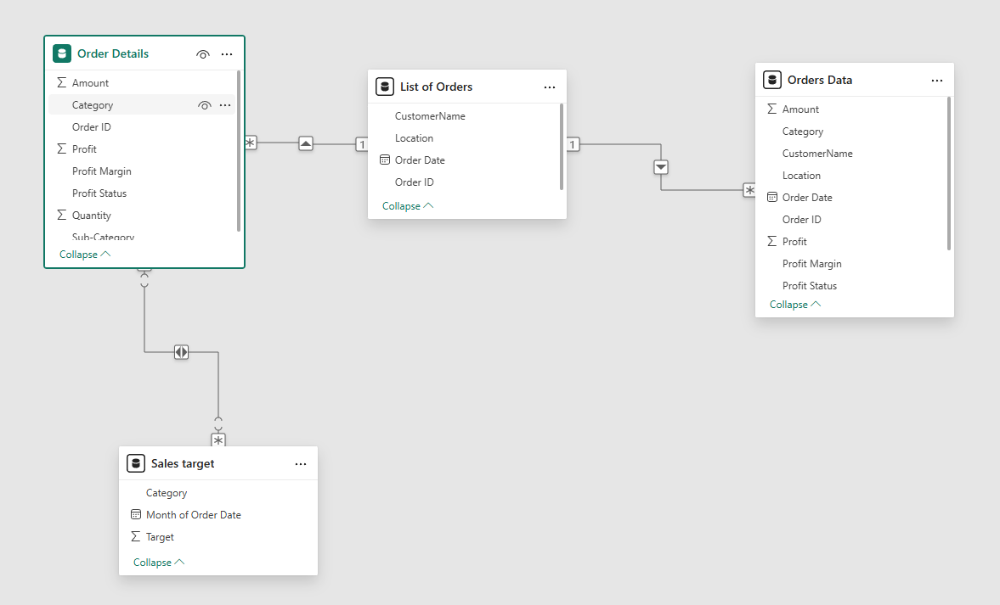 Order Details
Amount
Category
Order ID
Profit
Profit Margin
Profit Status
Quantity
Sub-Category
Collapse
List of Orders
CustomerName
Location
Order Date
Order ID
Collapse
1
1
Orders Data
Amount
Category
CustomerName
Location
Order Date
Order ID
Profit
Profit Margin
Profit Status
Collapse
Sales target
Category
Month of Order Date
Target
Collapse